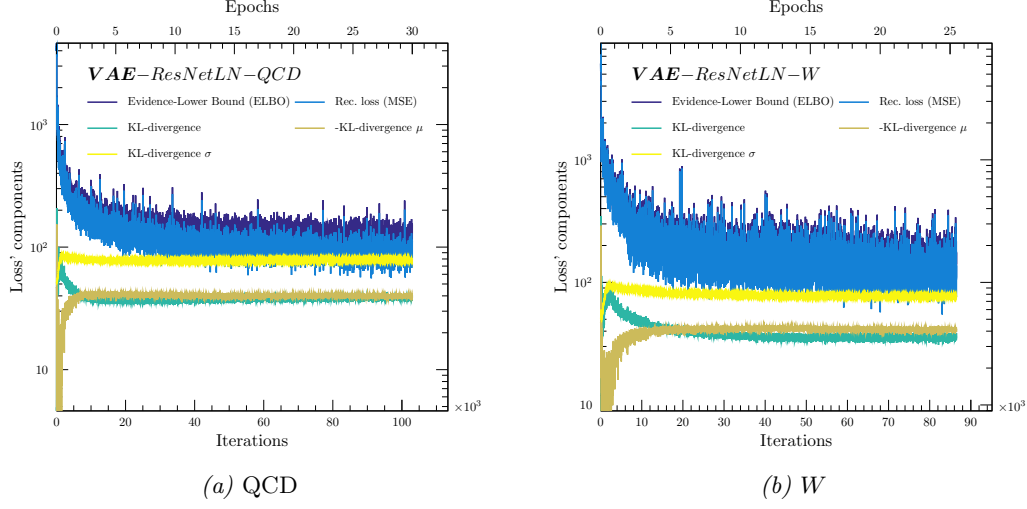 Epochs
0 5 10 15 20 25 30
VAE–ResNetLN–QCD
Evidence-Lower Bound (ELBO) Rec. loss (MSE)
KL-divergence -KL-divergence μ
KL-divergence σ
Loss' components
10³
10²
10
0 20 40 60 80 100
×10³
Iterations
(a) QCD
Epochs
0 5 10 15 20 25
VAE–ResNetLN–W
Evidence-Lower Bound (ELBO) Rec. loss (MSE)
KL-divergence -KL-divergence μ
KL-divergence σ
Loss' components
10³
10²
10
0 10 20 30 40 50 60 70 80 90
×10³
Iterations
(b) W